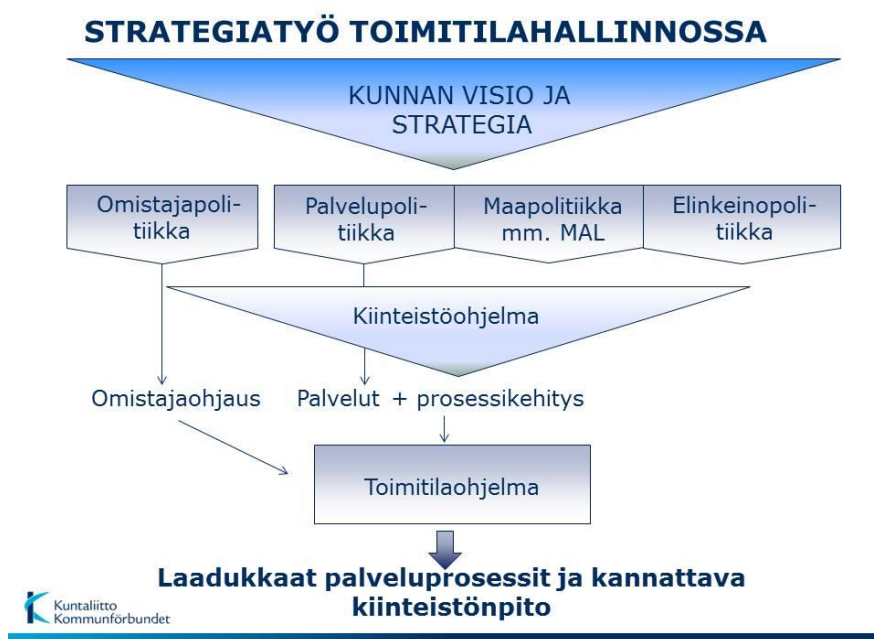 STRATEGIATYÖ TOIMITILAHALLINNOSSA
KUNNAN VISIO JA
STRATEGIA
Omistajapoli-
tiikka
Palvelupoli-
tiikka
Maapolitiikka
mm. MAL
Elinkeinopoli-
tiikka
Kiinteistöohjelma
Omistajaohjaus
Palvelut + prosessikehitys
Toimitilaohjelma
Laadukkaat palveluprosessit ja kannattava
kiinteistönpito
Kuntaliitto
Kommunförbundet